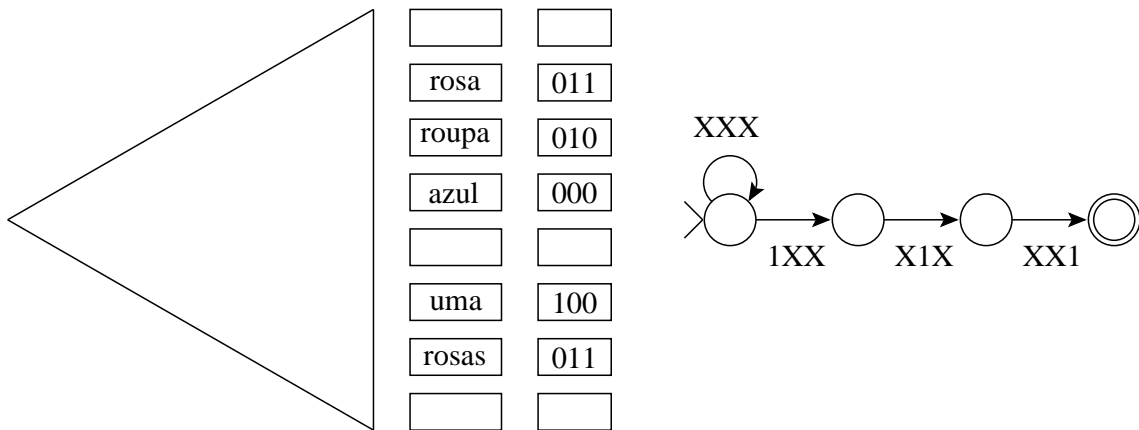 rosa 011
roupa 010
azul 000
uma 100
rosas 011
XXX
1XX X1X XX1